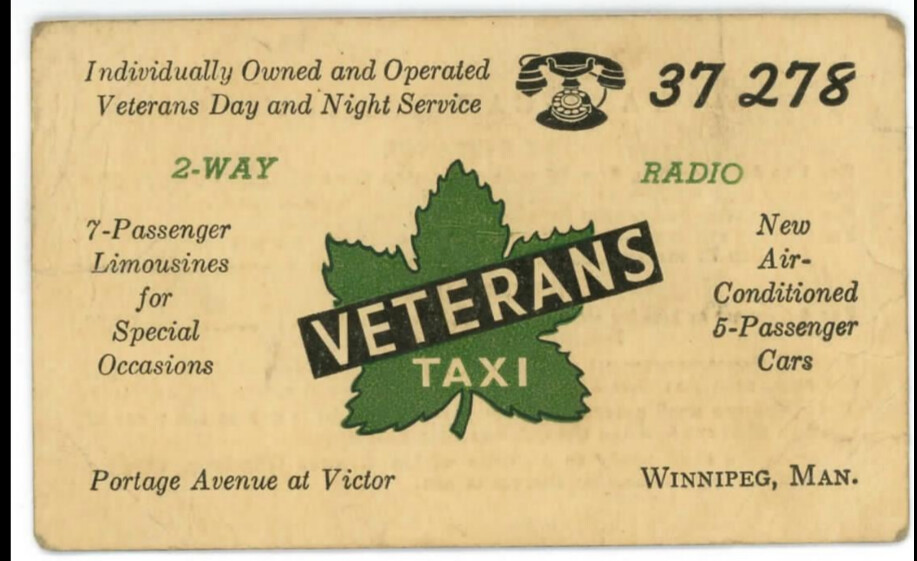 Individually Owned and Operated
Veterans Day and Night Service
37 278
2-WAY
RADIO
7-Passenger
Limousines
for
Special
Occasions
VETERANS
TAXI
New
Air-
Conditioned
5-Passenger
Cars
Portage Avenue at Victor
WINNIPEG, MAN.